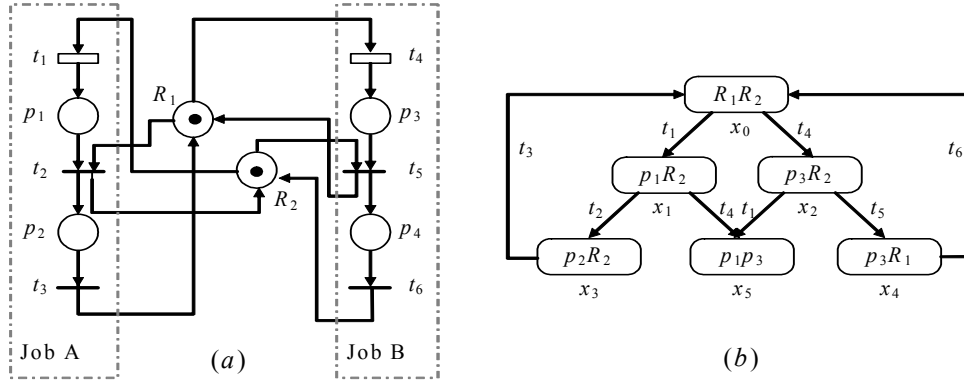 t1
p1
t2
p2
t3
Job A
R1
R2
t4
p3
t5
p4
t6
Job B
(a)
R1R2
x0
t1
t4
t3
t6
p1R2
p3R2
x1
x2
t2
t4
t1
t5
p2R2
p1p3
p3R1
x3
x5
x4
(b)